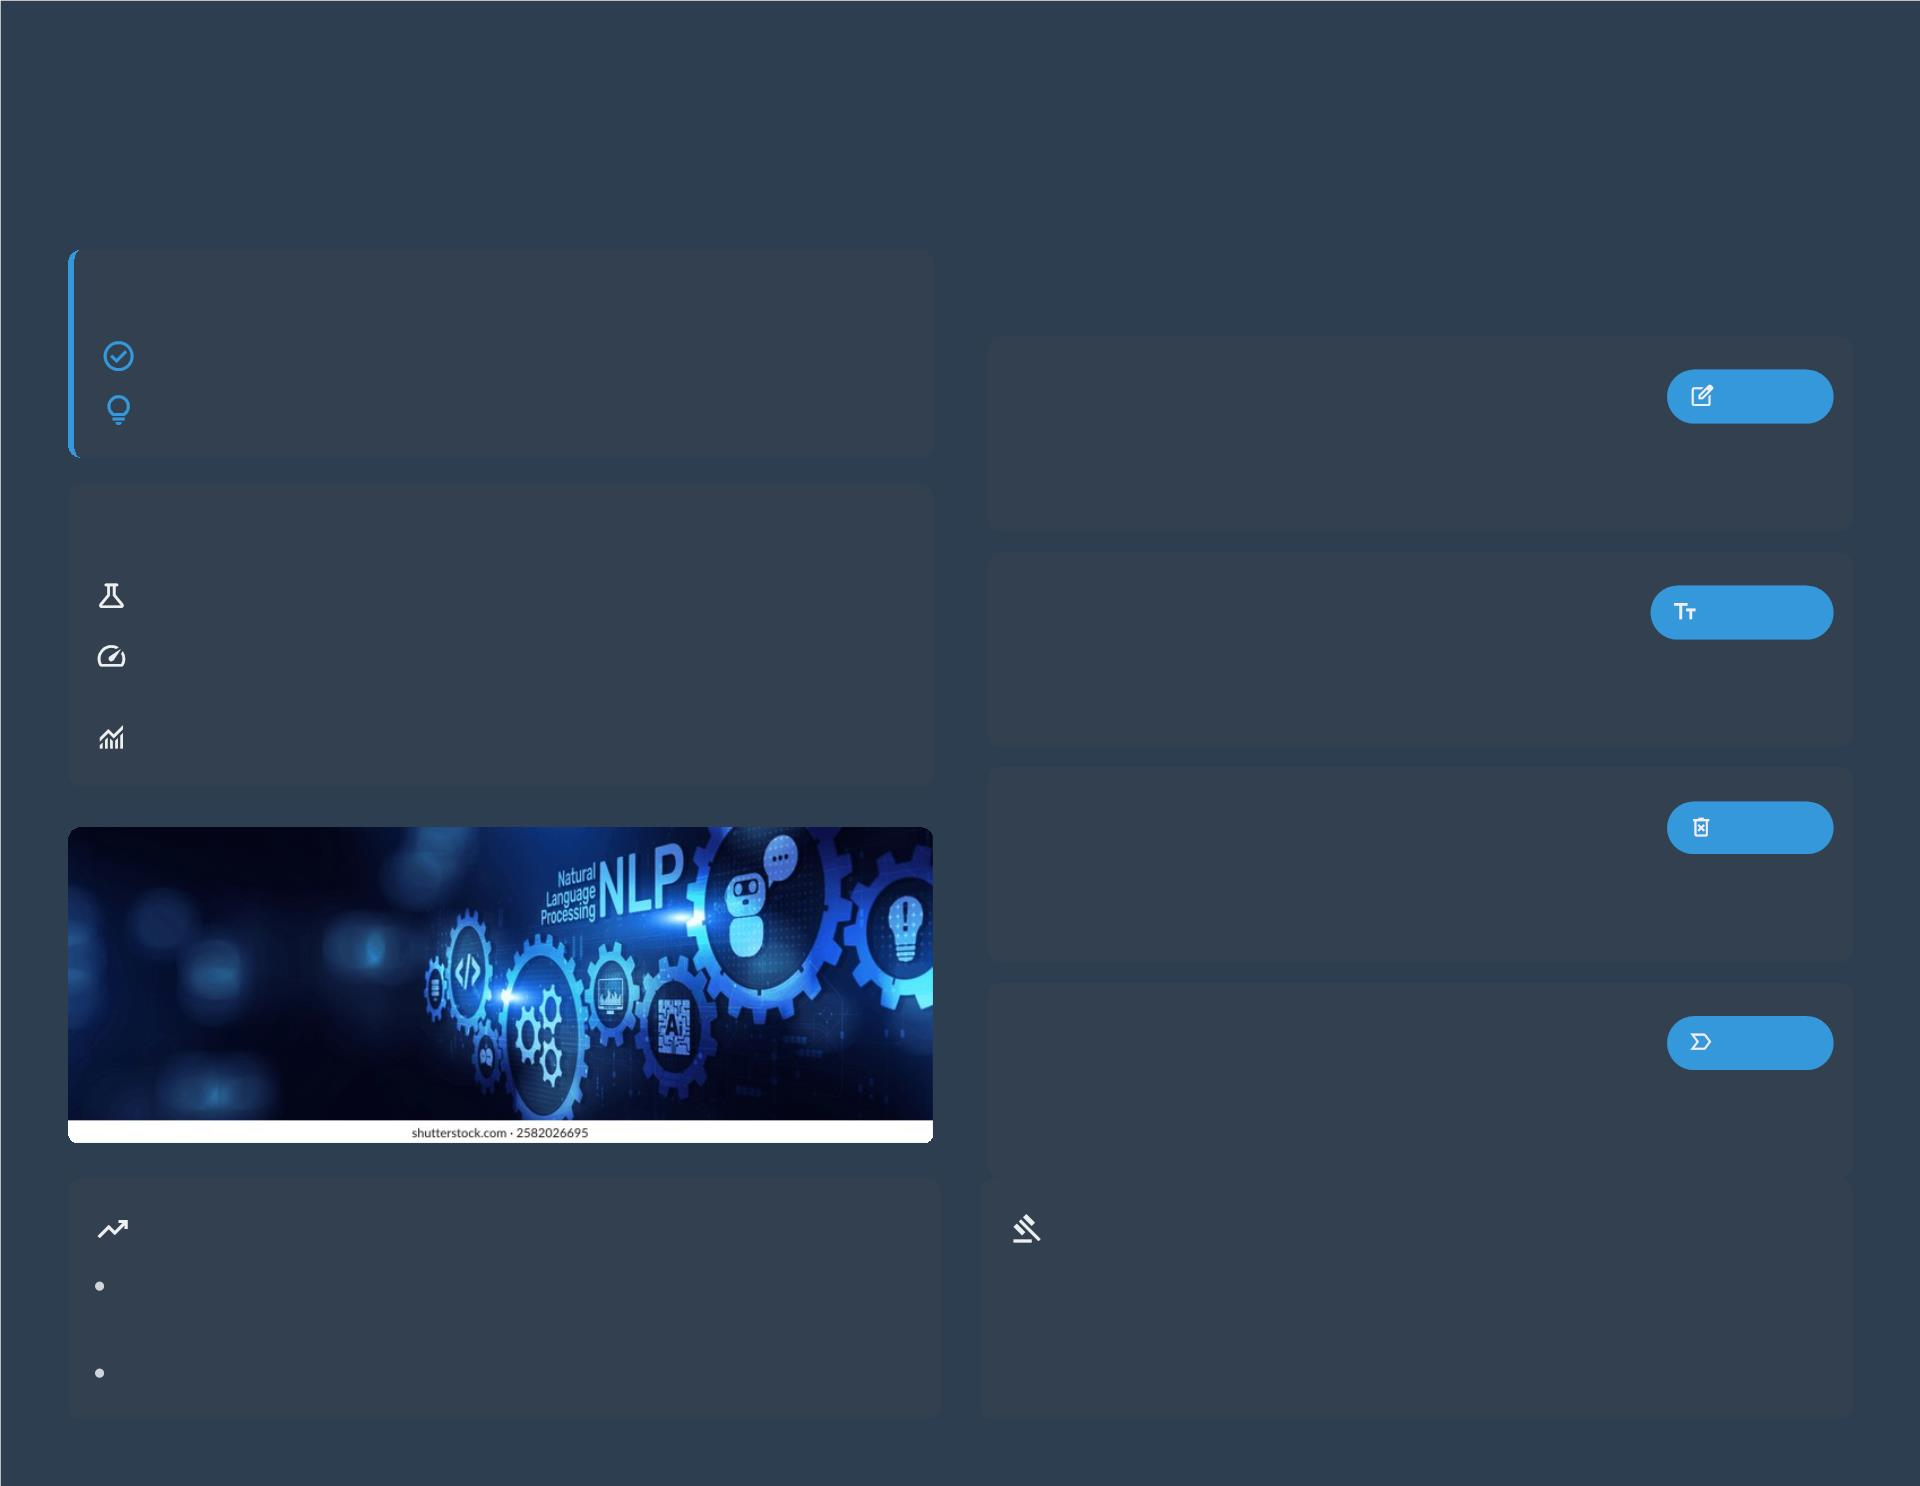 Natural
Language
Processing
NLP
</>
AI
shutterstock.com · 2582026695